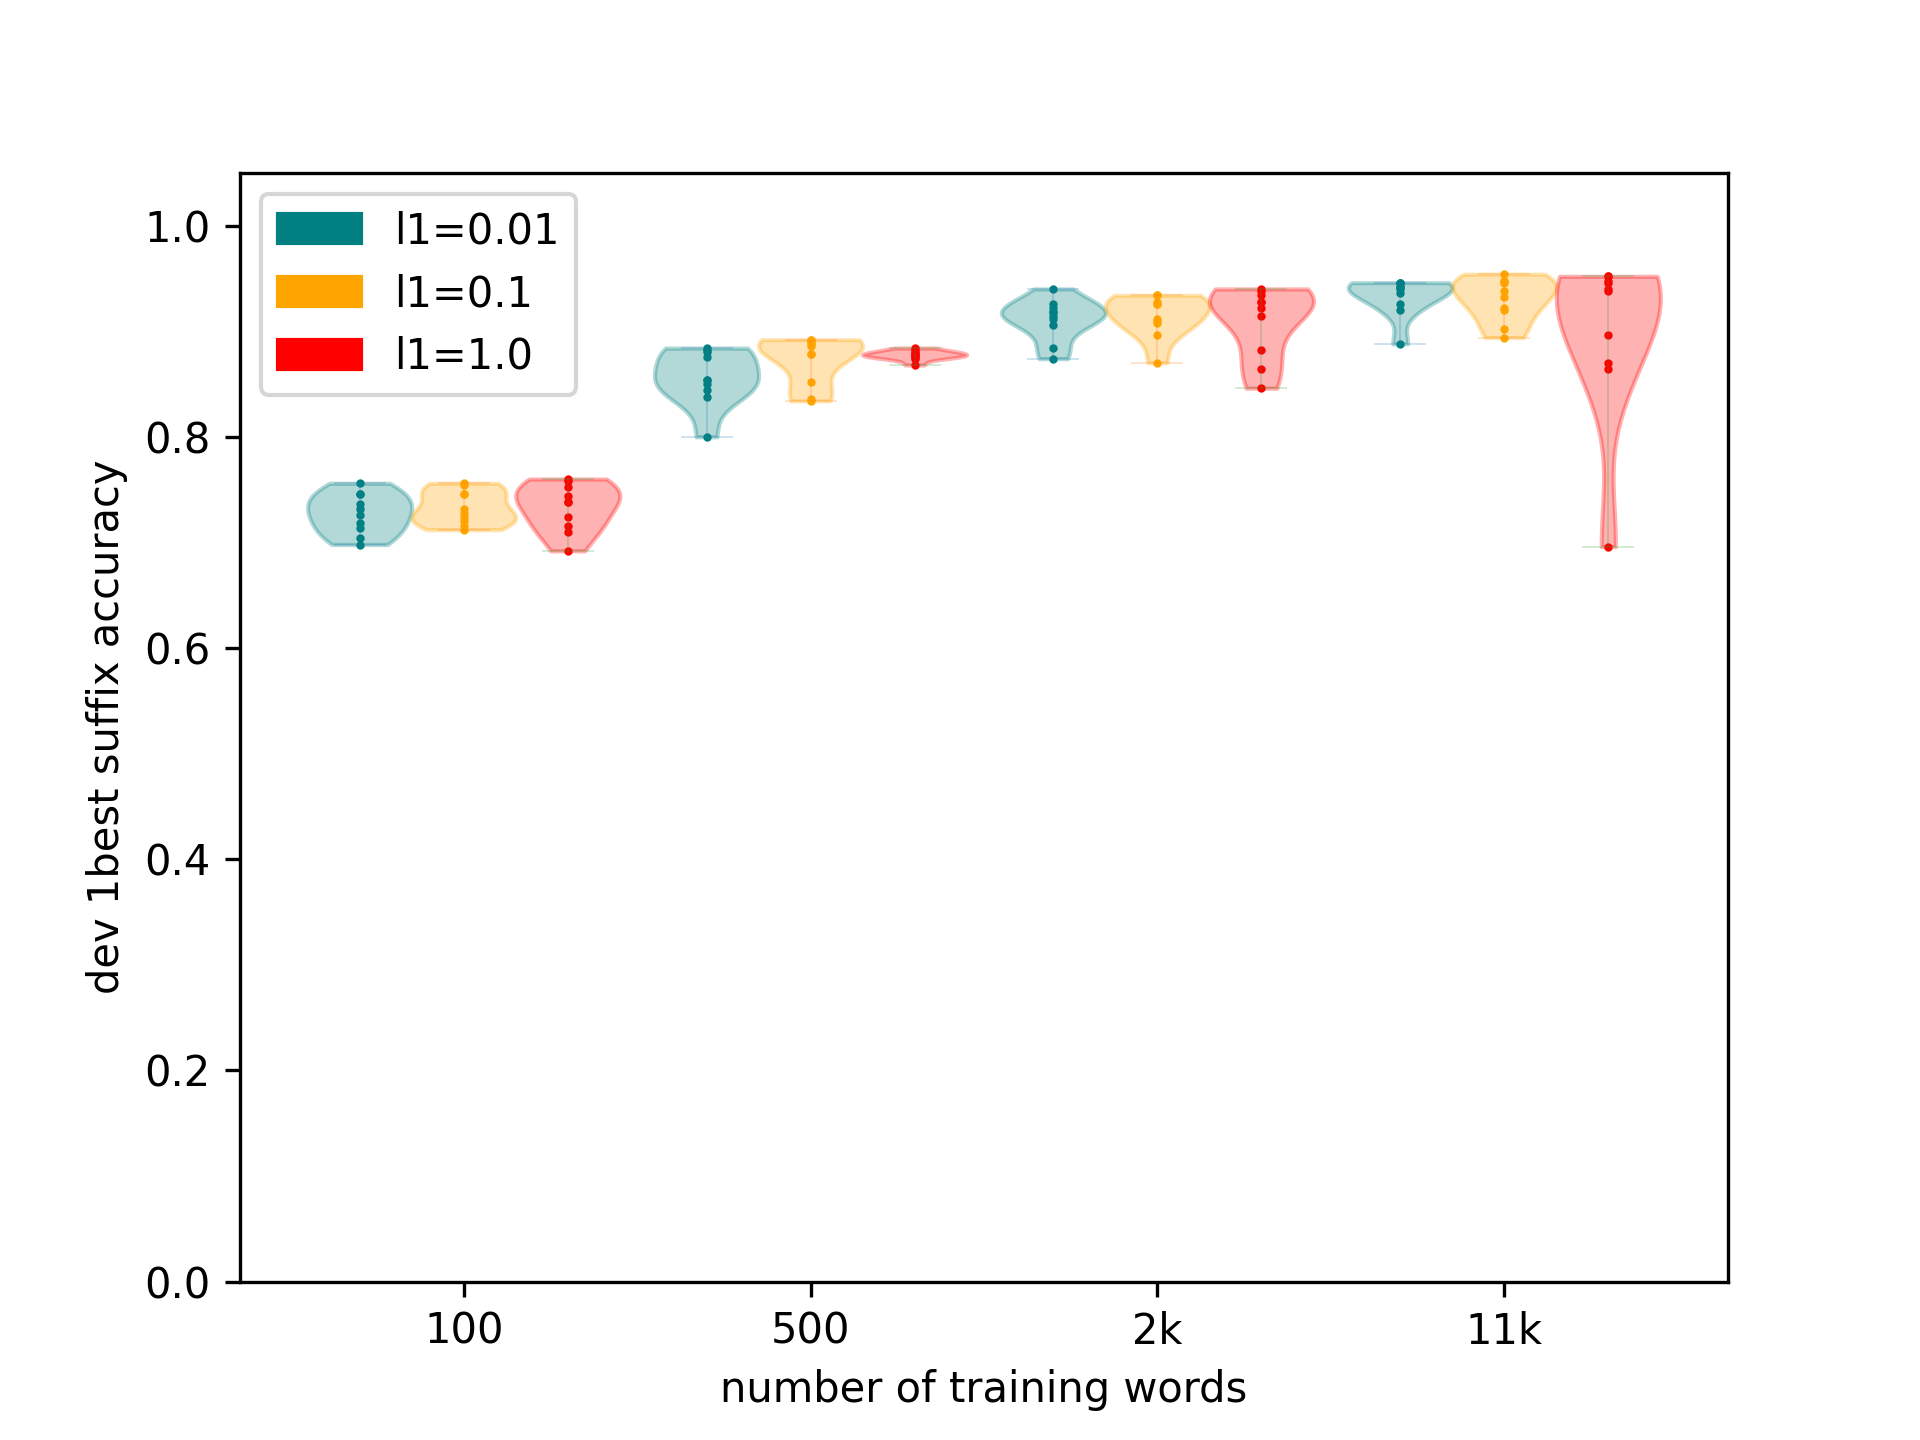 l1=0.01
l1=0.1
l1=1.0
1.0
0.8
0.6
0.4
0.2
0.0
dev 1best suffix accuracy
100 500 2k 11k
number of training words